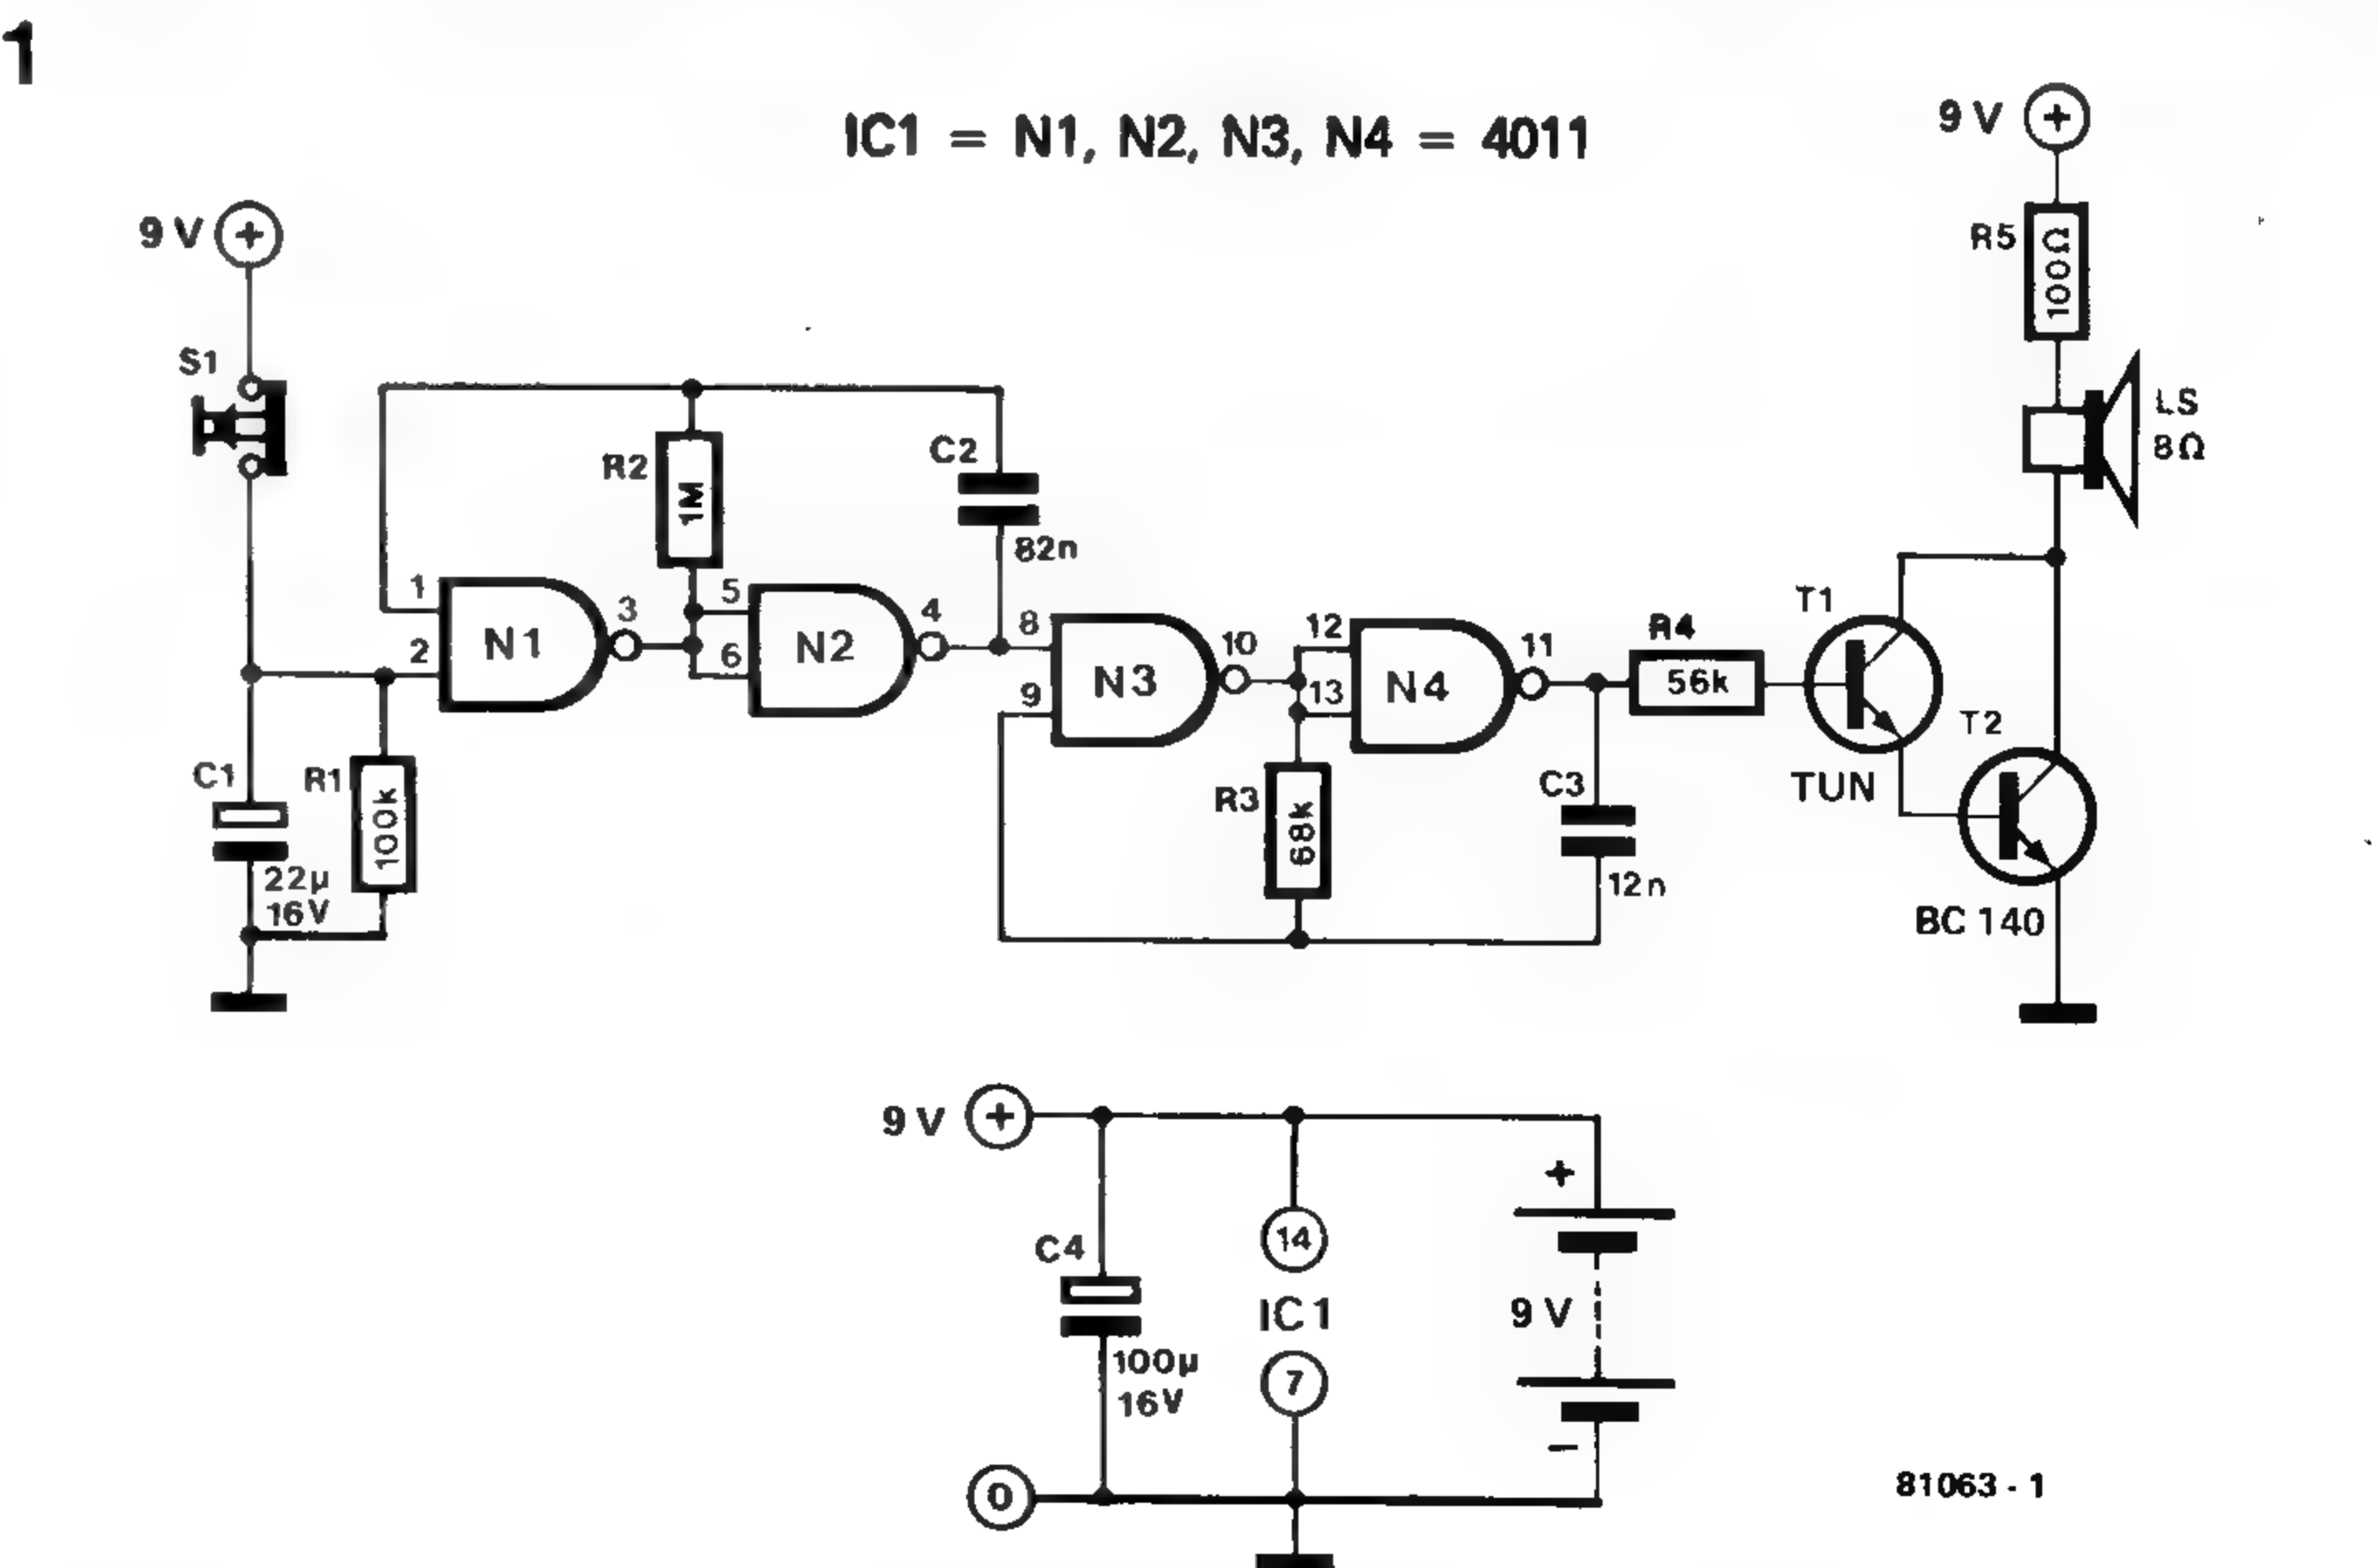 1
IC1 = N1, N2, N3, N4 = 4011
9 V +
9 V +
R5
100Ω
S1
LS
8Ω
R2
1M
C2
82n
1
2
N1
3
5
6
N2
4
8
9
N3
10
12
13
N4
11
R4
56k
T1
TUN
T2
BC 140
C1
22µ
16V
R1
100k
R3
68k
C3
12n
9 V +
+
C4
100µ
16V
14
IC1
7
9 V
−
0
81063 - 1